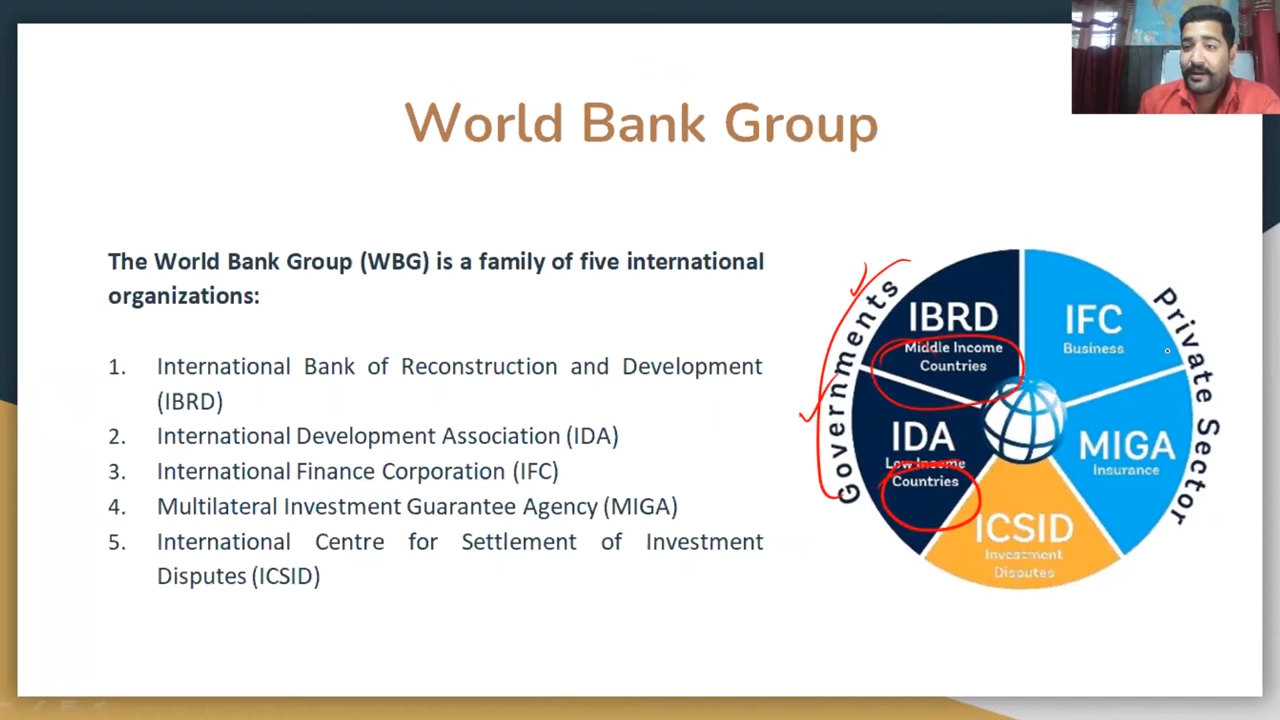 World Bank Group
The World Bank Group (WBG) is a family of five international
organizations:
1. International Bank of Reconstruction and Development
(IBRD)
2. International Development Association (IDA)
3. International Finance Corporation (IFC)
4. Multilateral Investment Guarantee Agency (MIGA)
5. International Centre for Settlement of Investment
Disputes (ICSID)
Governments
IBRD
Middle Income
Countries
IFC
Business
Private Sector
IDA
Low Income
Countries
MIGA
Insurance
ICSID
Investment
Disputes